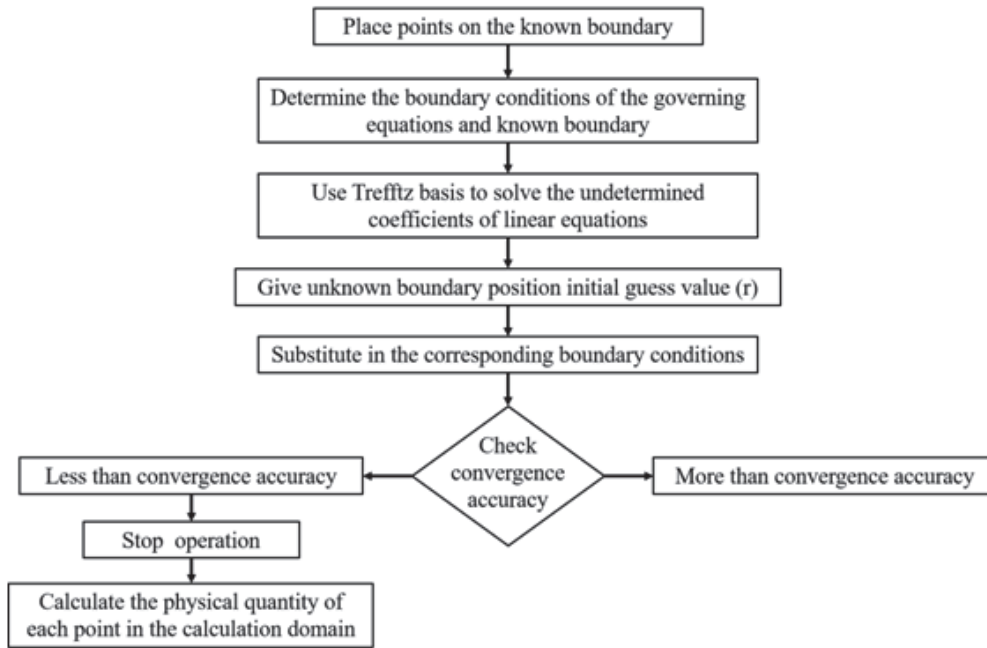 Place points on the known boundary
Determine the boundary conditions of the governing
equations and known boundary
Use Trefftz basis to solve the undetermined
coefficients of linear equations
Give unknown boundary position initial guess value (r)
Substitute in the corresponding boundary conditions
Check
convergence
accuracy
Less than convergence accuracy
More than convergence accuracy
Stop operation
Calculate the physical quantity of
each point in the calculation domain